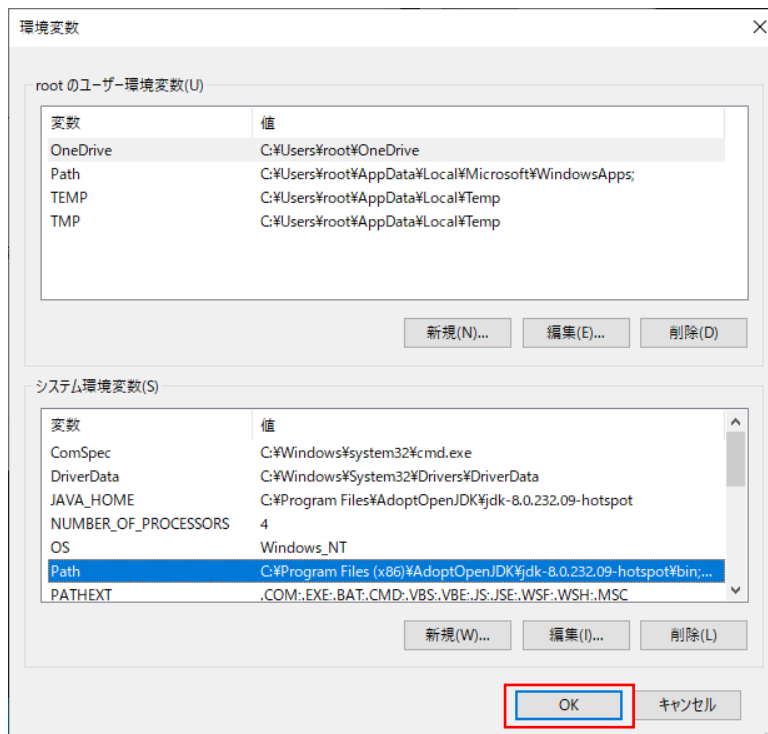 環境変数
root のユーザー環境変数(U)
変数 値
OneDrive C:¥Users¥root¥OneDrive
Path C:¥Users¥root¥AppData¥Local¥Microsoft¥WindowsApps;
TEMP C:¥Users¥root¥AppData¥Local¥Temp
TMP C:¥Users¥root¥AppData¥Local¥Temp
新規(N)... 編集(E)... 削除(D)
システム環境変数(S)
変数 値
ComSpec C:¥Windows¥system32¥cmd.exe
DriverData C:¥Windows¥System32¥Drivers¥DriverData
JAVA_HOME C:¥Program Files¥AdoptOpenJDK¥jdk-8.0.232.09-hotspot
NUMBER_OF_PROCESSORS 4
OS Windows_NT
Path C:¥Program Files (x86)¥AdoptOpenJDK¥jdk-8.0.232.09-hotspot¥bin;...
PATHEXT .COM;.EXE;.BAT;.CMD;.VBS;.VBE;.JS;.JSE;.WSF;.WSH;.MSC
新規(W)... 編集(I)... 削除(L)
OK キャンセル